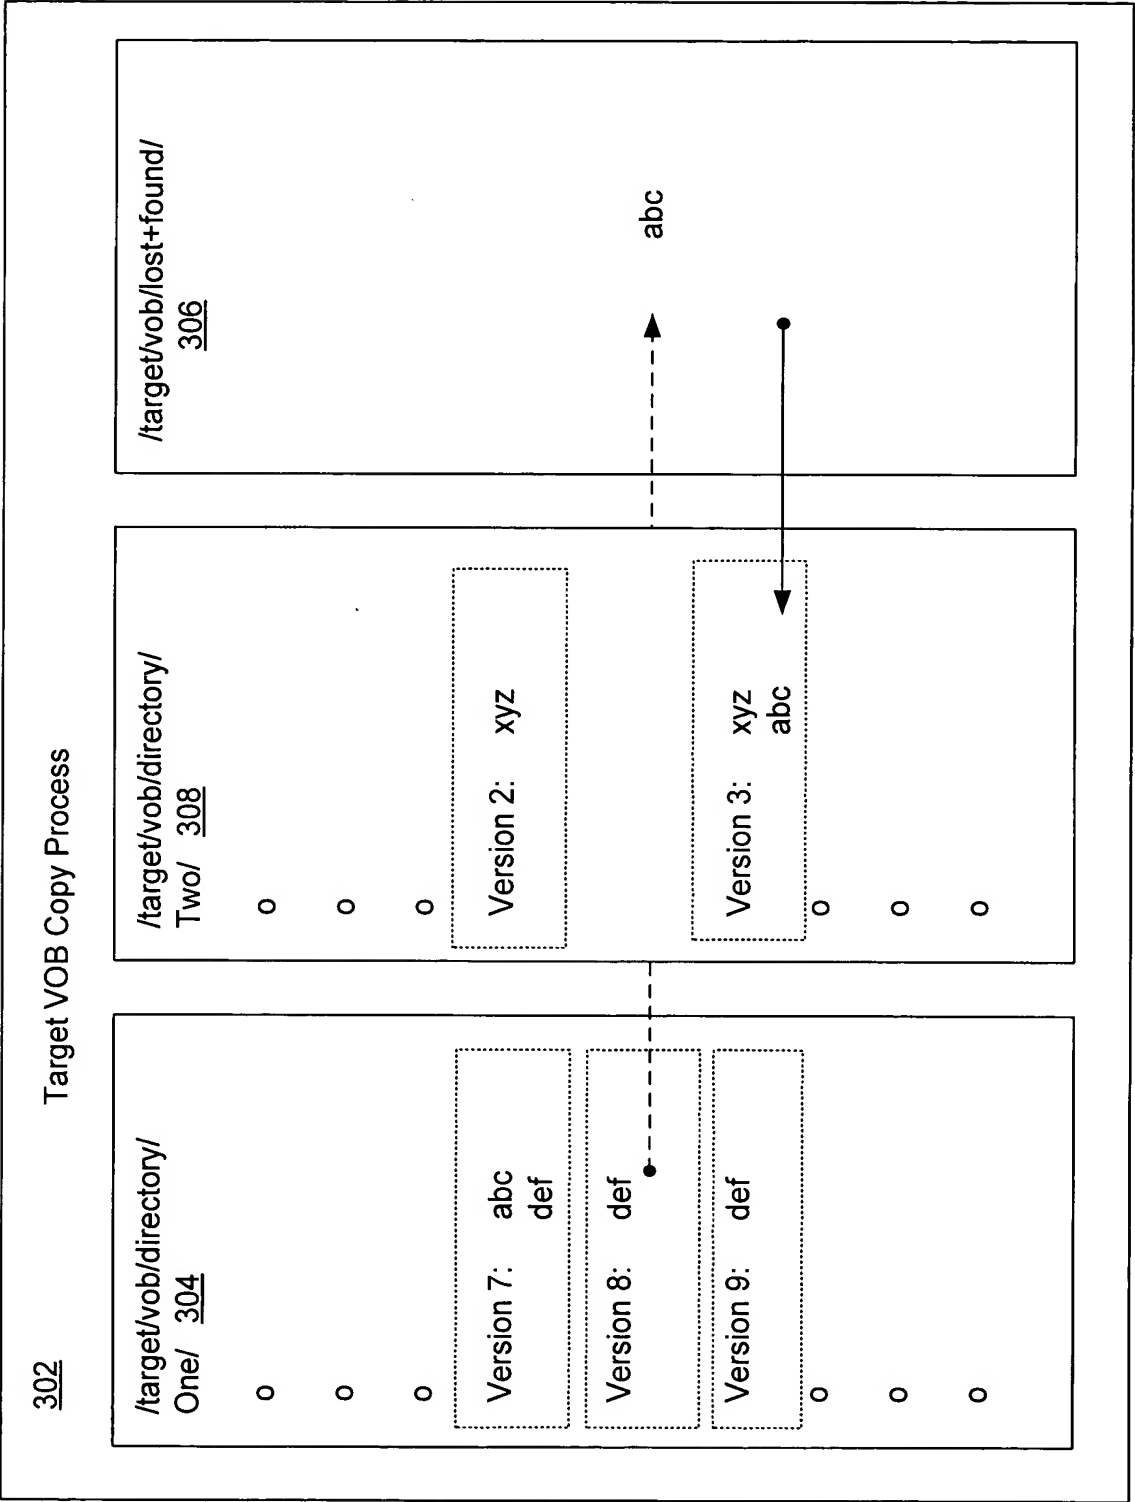 302
Target VOB Copy Process
/target/vob/directory/
One/ 304
o
o
o
Version 7: abc
def
Version 8: def
Version 9: def
o
o
o
/target/vob/directory/
Two/ 308
o
o
o
Version 2: xyz
Version 3: xyz
abc
o
o
o
/target/vob/lost+found/
306
abc